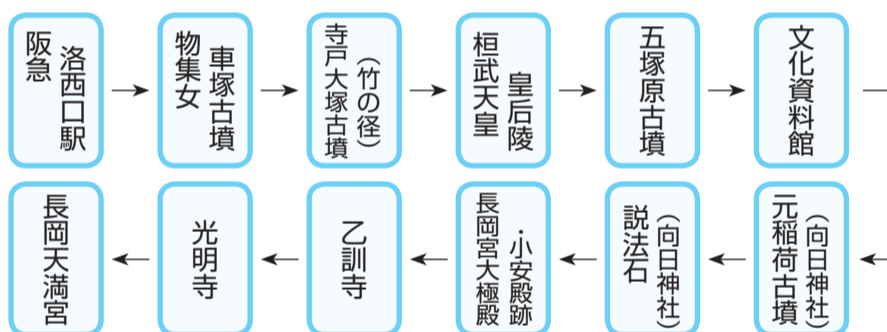 阪急
洛西口駅
物集女
車塚古墳
寺戸大塚古墳
（竹の径）
桓武天皇
皇后陵
五塚原古墳
文化資料館
元稲荷古墳
（向日神社）
説法石
（向日神社）
長岡宮大極殿
・小安殿跡
乙訓寺
光明寺
長岡天満宮